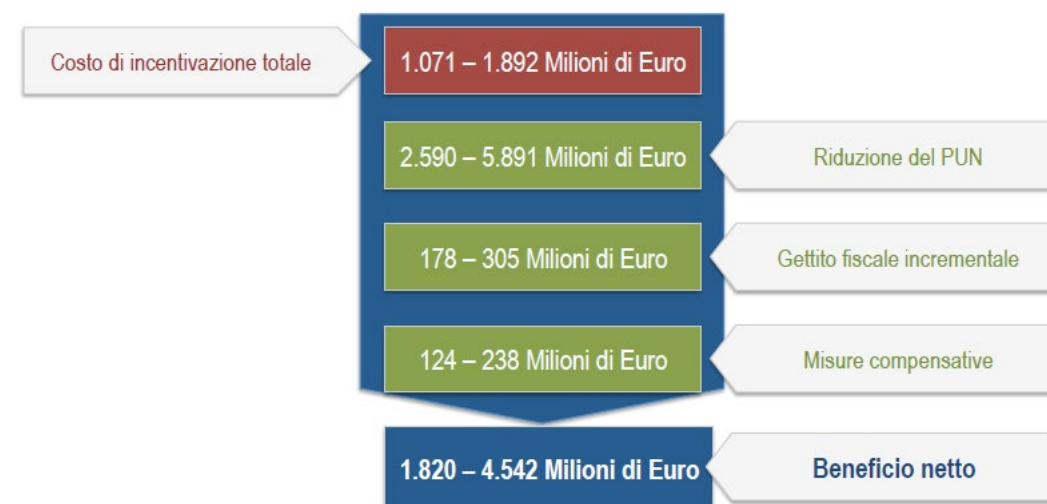 Costo di incentivazione totale
1.071 – 1.892 Milioni di Euro
2.590 – 5.891 Milioni di Euro
Riduzione del PUN
178 – 305 Milioni di Euro
Gettito fiscale incrementale
124 – 238 Milioni di Euro
Misure compensative
1.820 – 4.542 Milioni di Euro
Beneficio netto